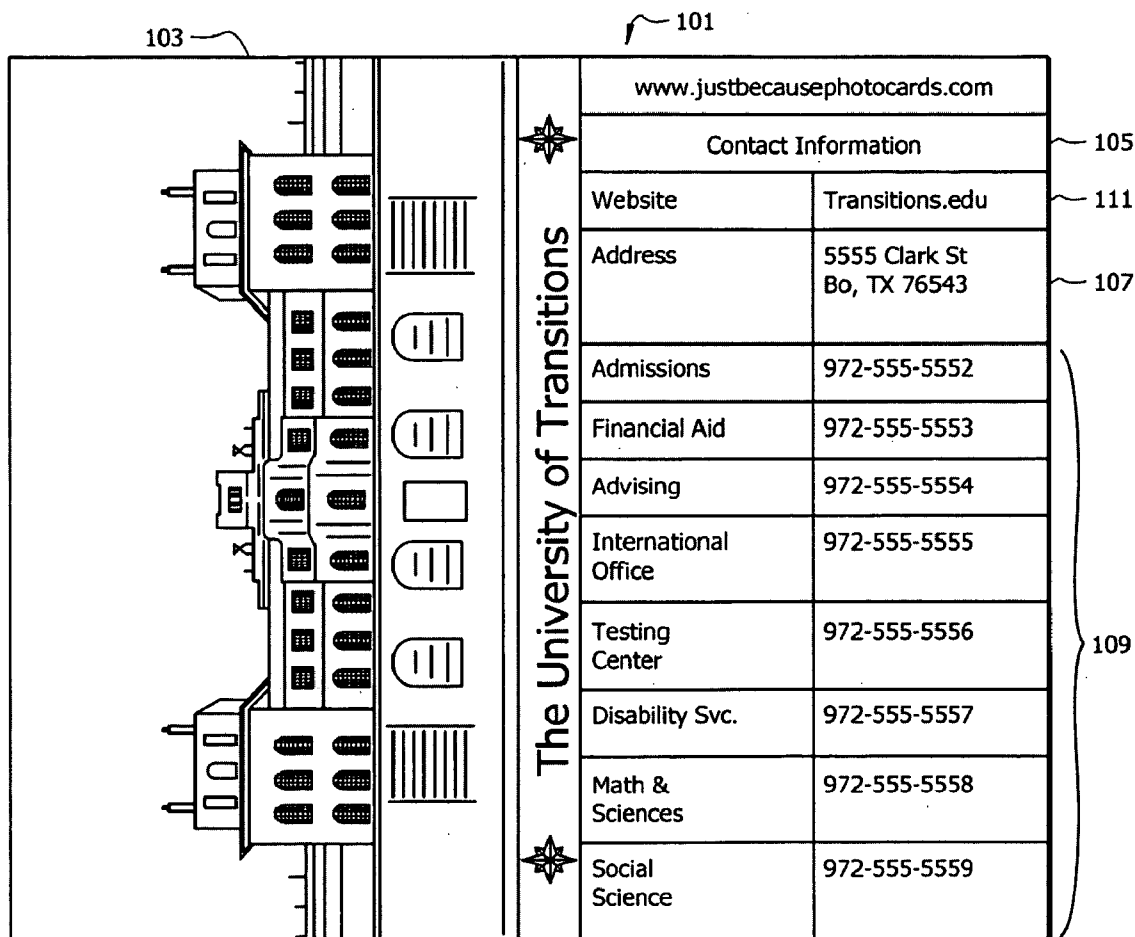 103
101
www.justbecausephotocards.com
Contact Information
105
Website
Transitions.edu
111
Address
5555 Clark St
Bo, TX 76543
107
Admissions
972-555-5552
Financial Aid
972-555-5553
Advising
972-555-5554
International
Office
972-555-5555
Testing
Center
972-555-5556
109
Disability Svc.
972-555-5557
Math &
Sciences
972-555-5558
Social
Science
972-555-5559
The University of Transitions